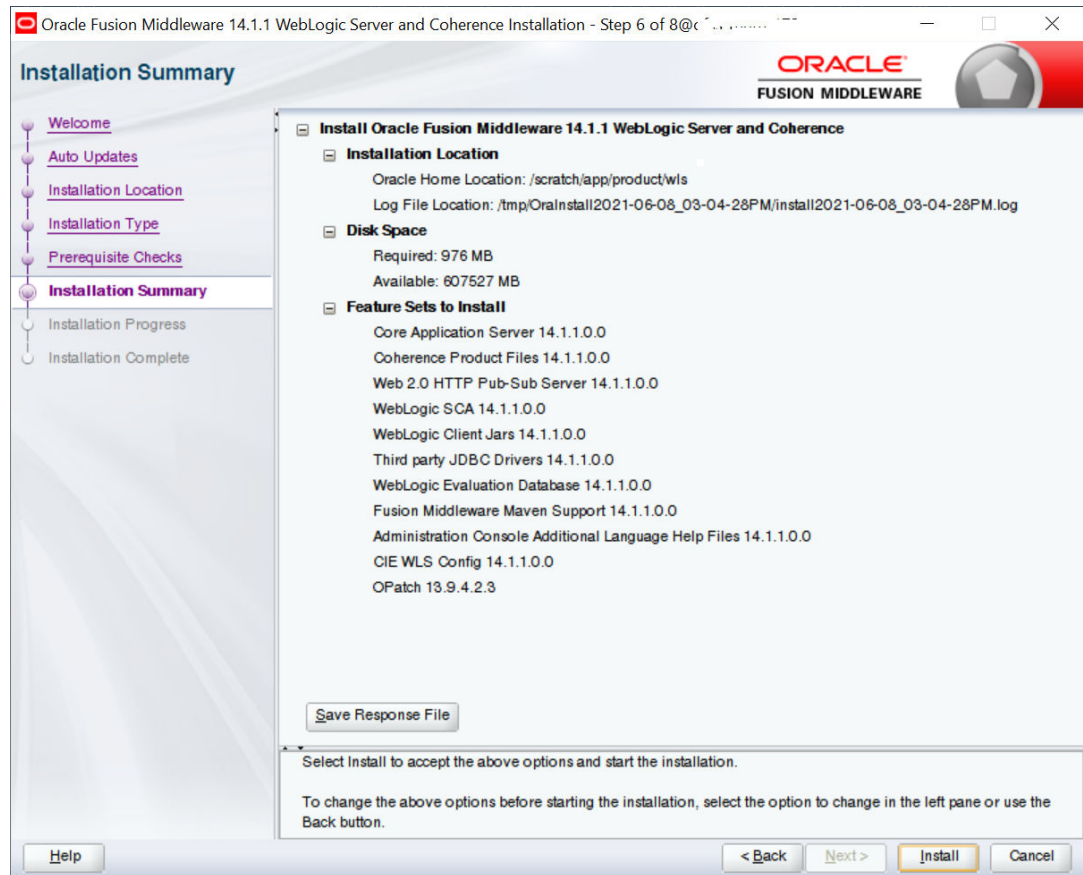 Oracle Fusion Middleware 14.1.1 WebLogic Server and Coherence Installation - Step 6 of 8@
Installation Summary
ORACLE
FUSION MIDDLEWARE
Welcome
Auto Updates
Installation Location
Installation Type
Prerequisite Checks
Installation Summary
Installation Progress
Installation Complete
Install Oracle Fusion Middleware 14.1.1 WebLogic Server and Coherence
Installation Location
Oracle Home Location: /scratch/app/product/wls
Log File Location: /tmp/OraInstall2021-06-08_03-04-28PM/install2021-06-08_03-04-28PM.log
Disk Space
Required: 976 MB
Available: 607527 MB
Feature Sets to Install
Core Application Server 14.1.1.0.0
Coherence Product Files 14.1.1.0.0
Web 2.0 HTTP Pub-Sub Server 14.1.1.0.0
WebLogic SCA 14.1.1.0.0
WebLogic Client Jars 14.1.1.0.0
Third party JDBC Drivers 14.1.1.0.0
WebLogic Evaluation Database 14.1.1.0.0
Fusion Middleware Maven Support 14.1.1.0.0
Administration Console Additional Language Help Files 14.1.1.0.0
CIE WLS Config 14.1.1.0.0
OPatch 13.9.4.2.3
Save Response File
Select Install to accept the above options and start the installation.
To change the above options before starting the installation, select the option to change in the left pane or use the
Back button.
Help
< Back
Next >
Install
Cancel